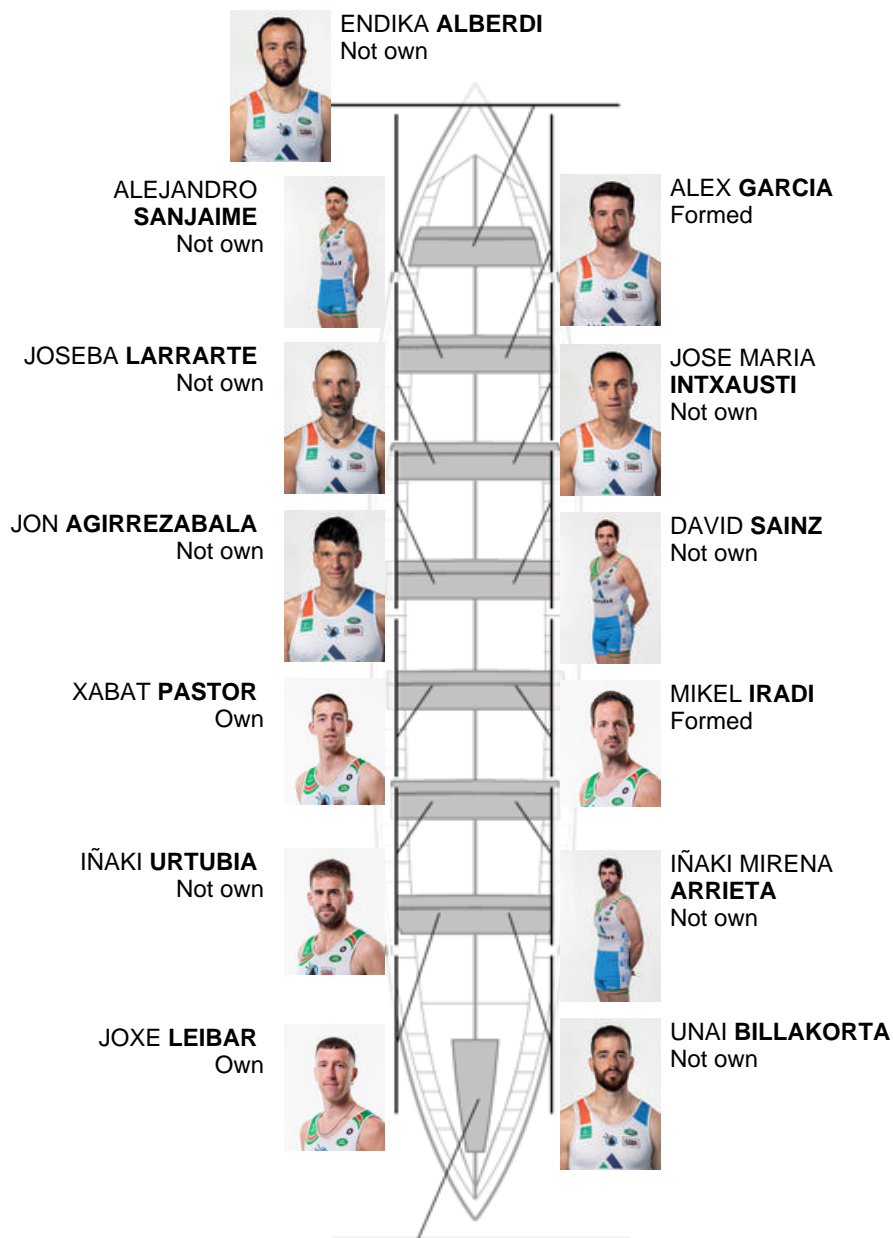 ENDIKA ALBERDI
Not own
ALEJANDRO
SANJAIME
Not own
ALEX GARCIA
Formed
JOSEBA LARRARTE
Not own
JOSE MARIA
INTXAUSTI
Not own
JON AGIRREZABALA
Not own
DAVID SAINZ
Not own
XABAT PASTOR
Own
MIKEL IRADI
Formed
IÑAKI URTUBIA
Not own
IÑAKI MIRENA
ARRIETA
Not own
JOXE LEIBAR
Own
UNAI BILLAKORTA
Not own